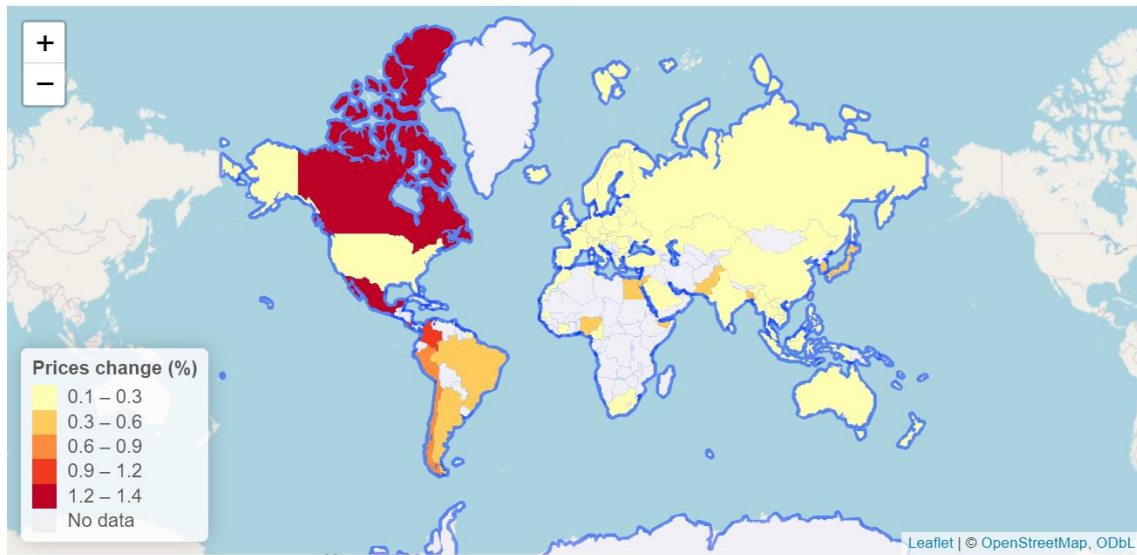 +
−
Prices change (%)
0.1 – 0.3
0.3 – 0.6
0.6 – 0.9
0.9 – 1.2
1.2 – 1.4
No data
Leaflet | © OpenStreetMap, ODbL